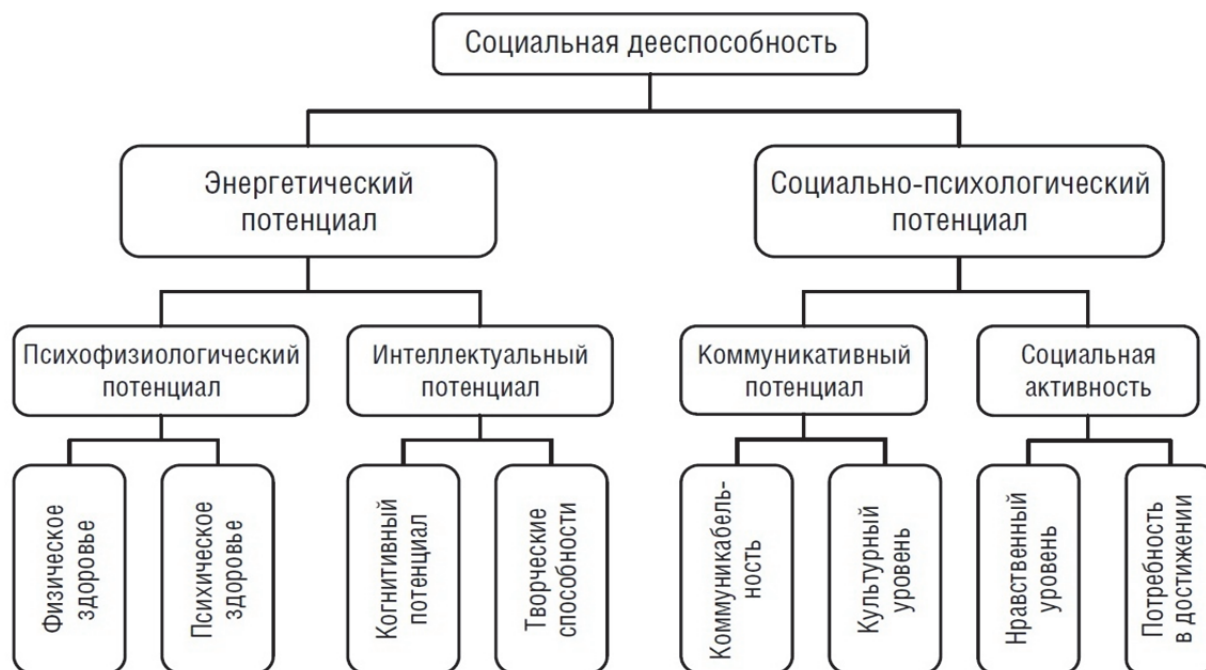 Социальная дееспособность
Энергетический
потенциал
Социально-психологический
потенциал
Психофизиологический
потенциал
Интеллектуальный
потенциал
Коммуникативный
потенциал
Социальная
активность
Физическое
здоровье
Психическое
здоровье
Когнитивный
потенциал
Творческие
способности
Коммуникабель-
ность
Культурный
уровень
Нравственный
уровень
Потребность
в достижении